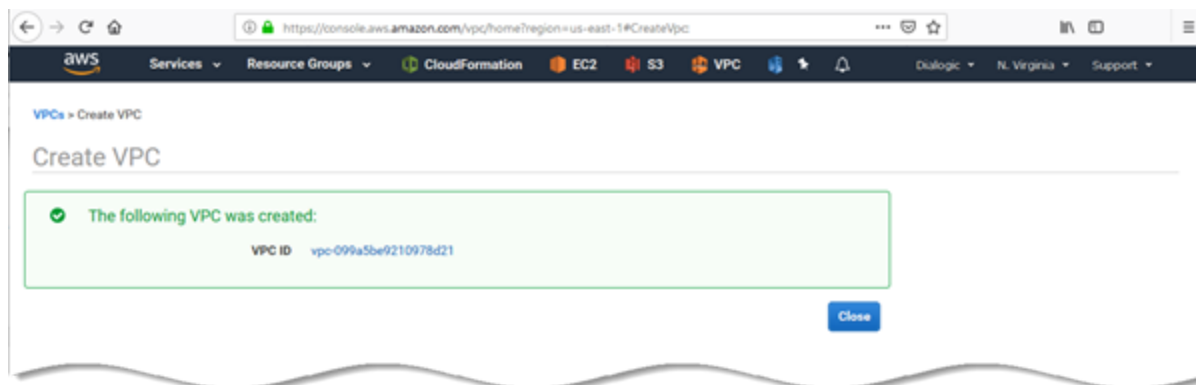 https://console.aws.amazon.com/vpc/home?region=us-east-1#CreateVpc:
aws Services Resource Groups CloudFormation EC2 S3 VPC Dialogic N. Virginia Support
VPCs > Create VPC
Create VPC
The following VPC was created:
VPC ID vpc-099a5be9210978d21
Close